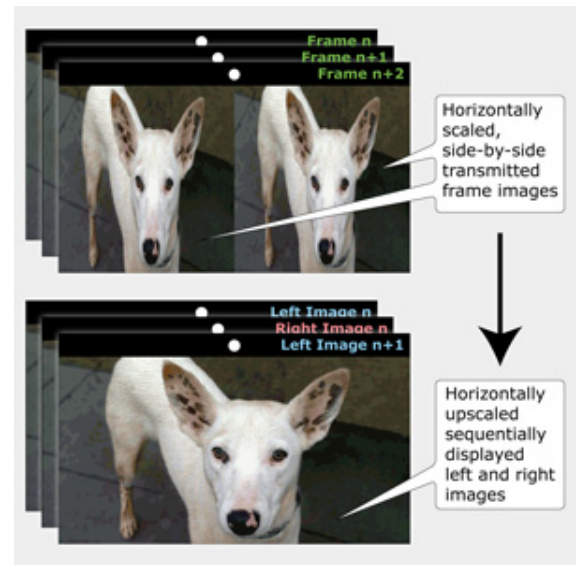 Frame n
Frame n+1
Frame n+2
Horizontally
scaled,
side-by-side
transmitted
frame images
Left Image n
Right Image n
Left Image n+1
Horizontally
upscaled
sequentially
displayed
left and right
images